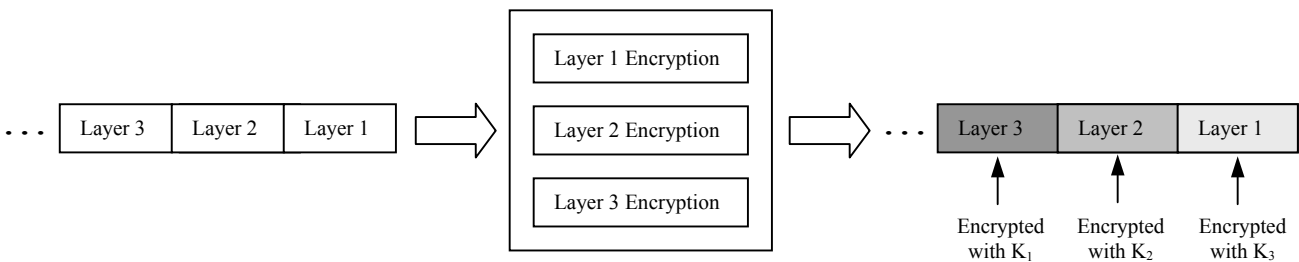 Layer 1 Encryption
Layer 2 Encryption
Layer 3 Encryption
... Layer 3 Layer 2 Layer 1
... Layer 3 Layer 2 Layer 1
Encrypted with K₁
Encrypted with K₂
Encrypted with K₃